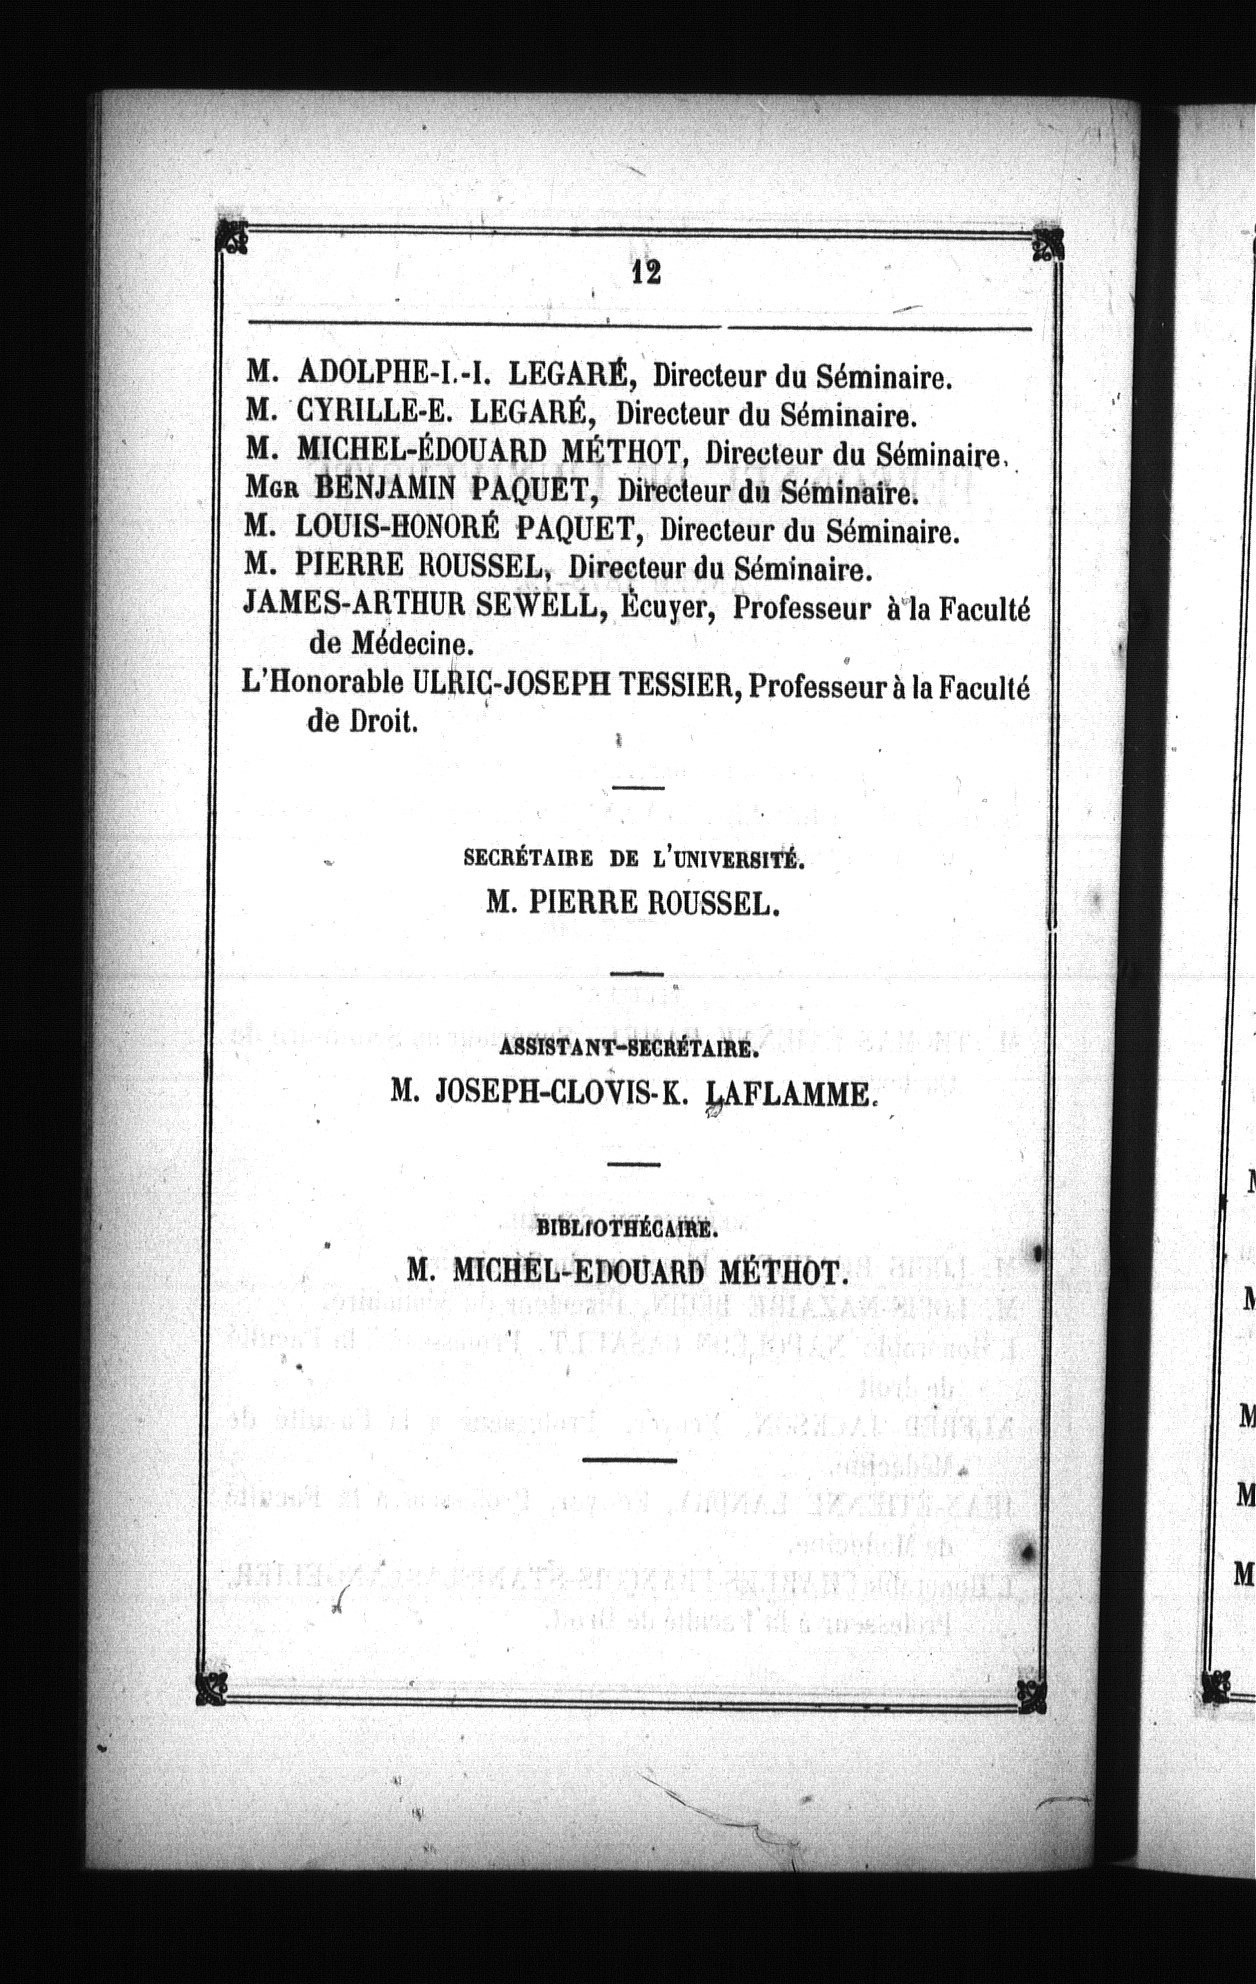 12
M. ADOLPHE-I.-I. LEGARÉ, Directeur du Séminaire.
M. CYRILLE-E. LEGARÉ, Directeur du Séminaire.
M. MICHEL-ÉDOUARD MÉTHOT, Directeur du Séminaire.
MGR BENJAMIN PAQUET, Directeur du Séminaire.
M. LOUIS-HONORÉ PAQUET, Directeur du Séminaire.
M. PIERRE ROUSSEL, Directeur du Séminaire.
JAMES-ARTHUR SEWELL, Écuyer, Professeur à la Faculté
de Médecine.
L'Honorable ULRIC-JOSEPH TESSIER, Professeur à la Faculté
de Droit.
SECRÉTAIRE DE L'UNIVERSITÉ.
M. PIERRE ROUSSEL.
ASSISTANT-SECRÉTAIRE.
M. JOSEPH-CLOVIS-K. LAFLAMME.
BIBLIOTHÉCAIRE.
M. MICHEL-EDOUARD MÉTHOT.